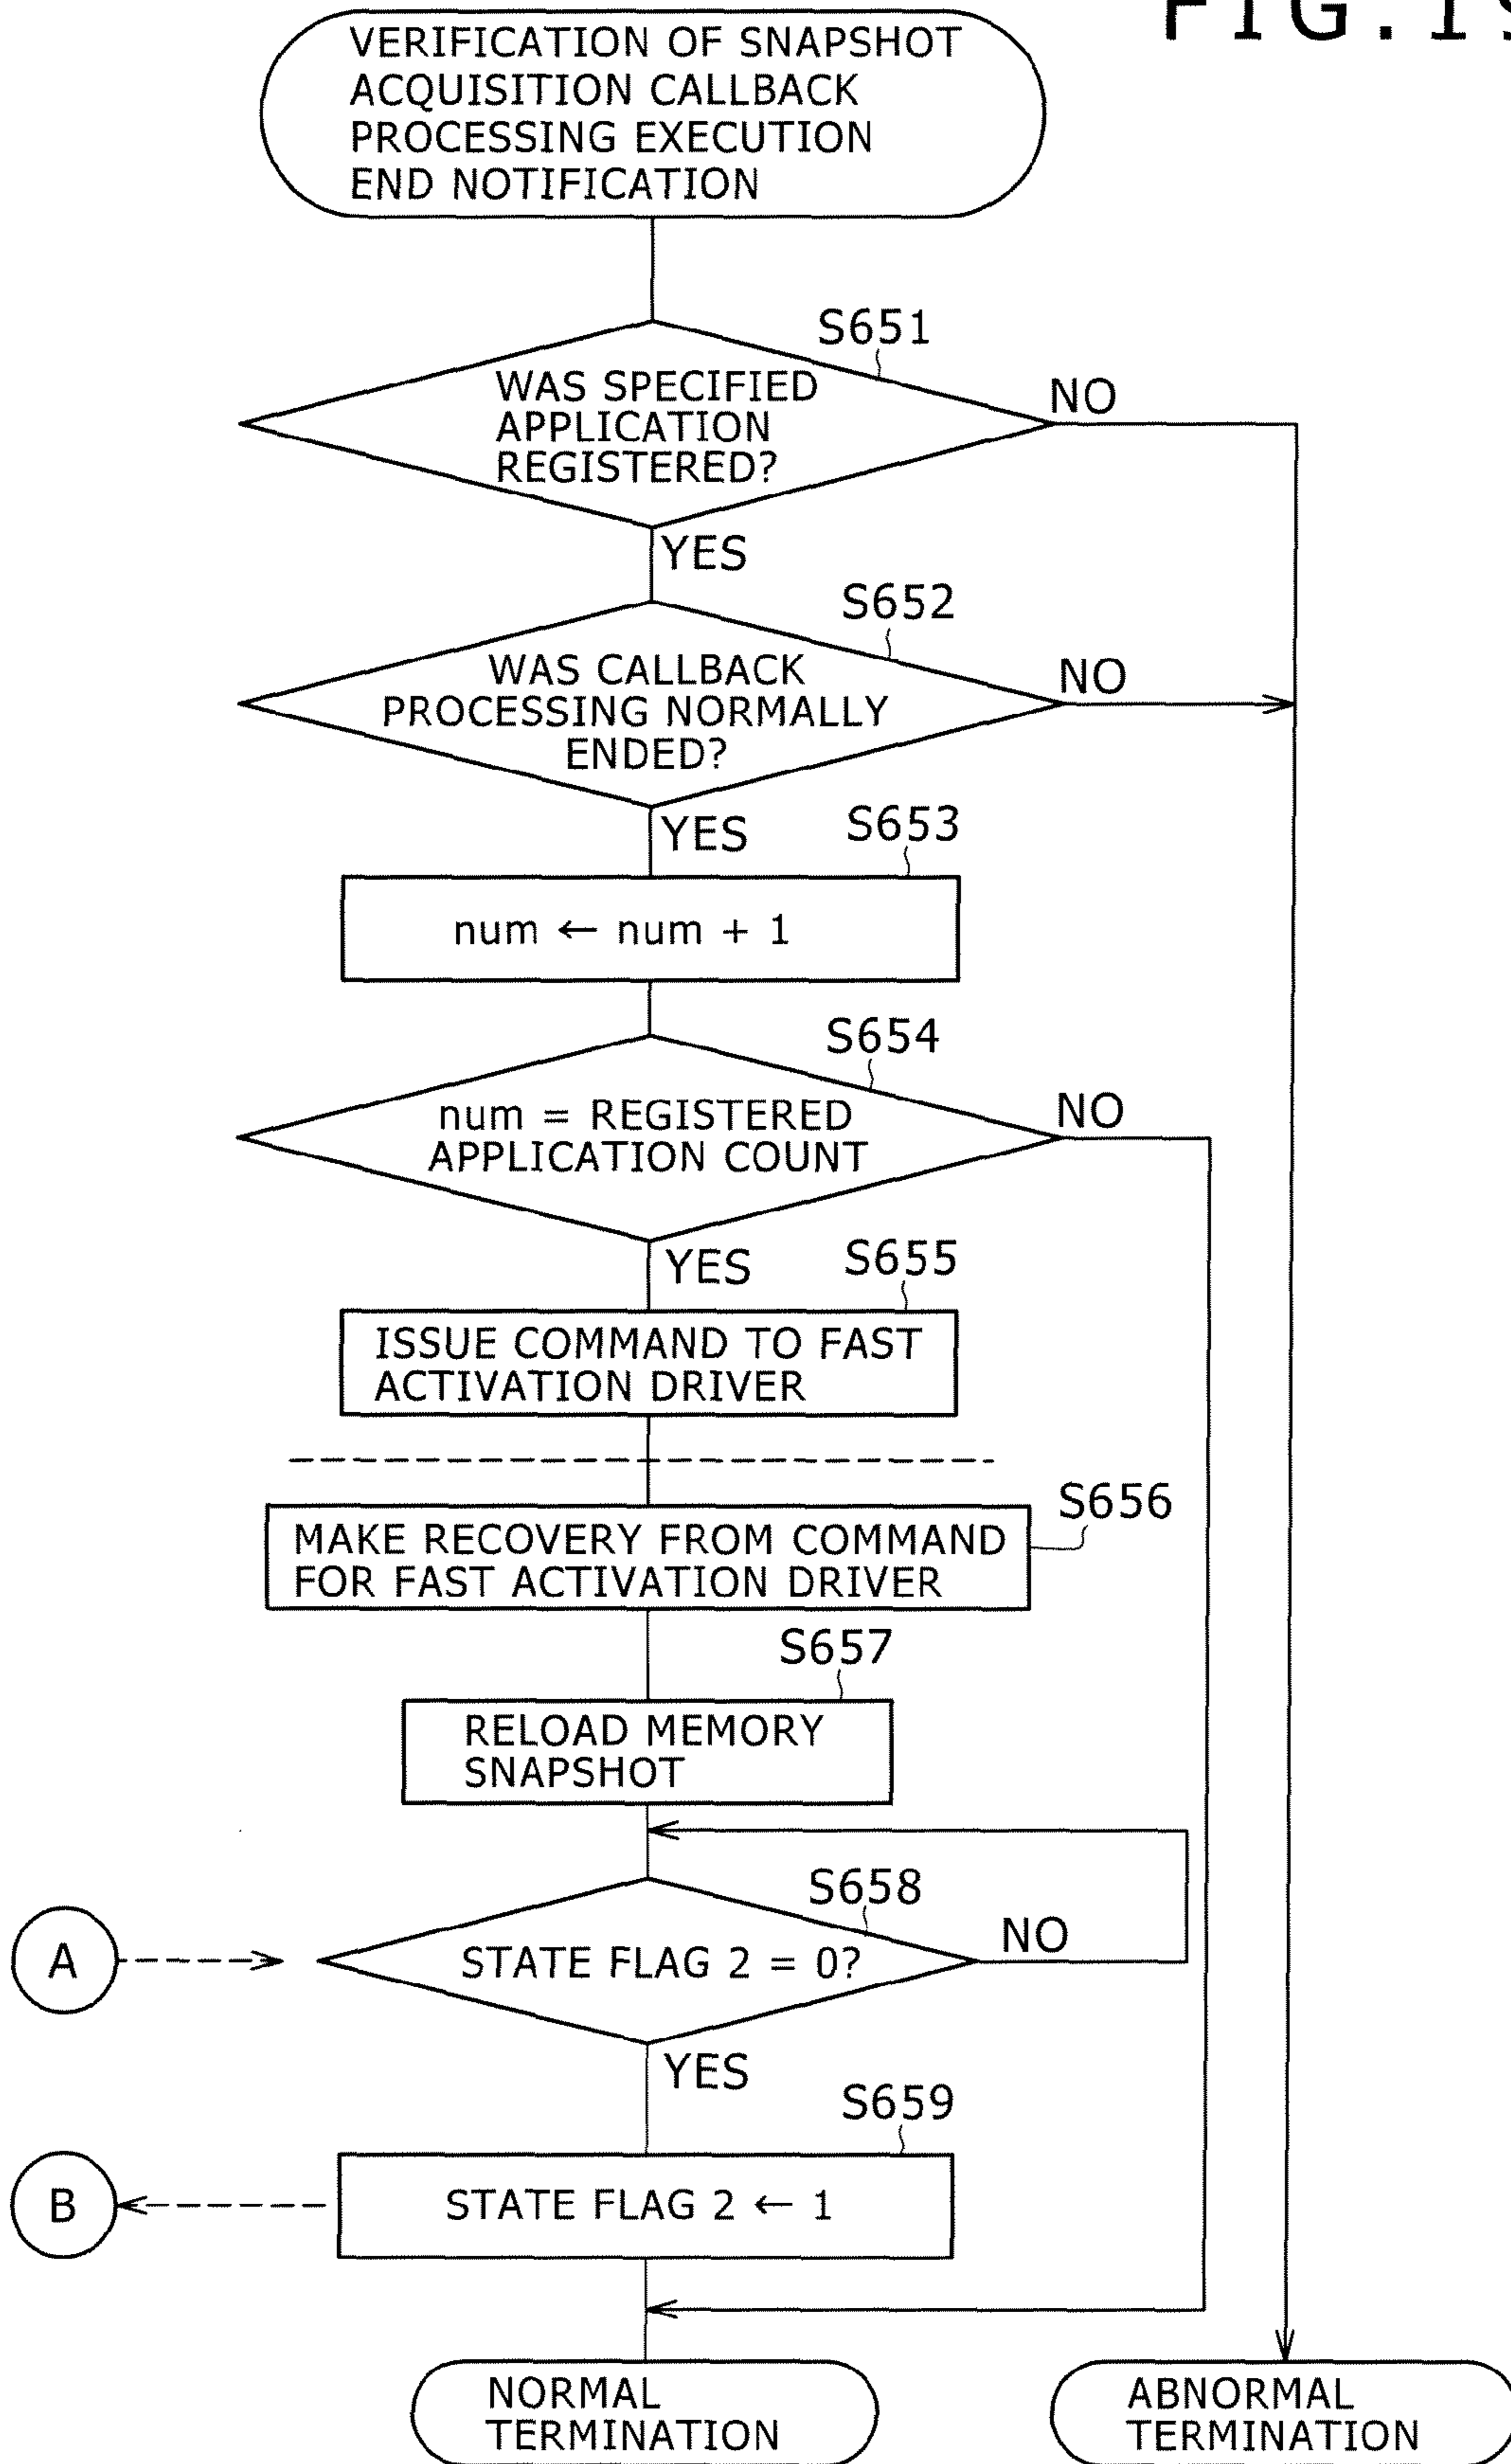 FIG.19
VERIFICATION OF SNAPSHOT
ACQUISITION CALLBACK
PROCESSING EXECUTION
END NOTIFICATION
S651
WAS SPECIFIED
APPLICATION
REGISTERED?
NO
YES
S652
WAS CALLBACK
PROCESSING NORMALLY
ENDED?
NO
YES
S653
num ← num + 1
S654
num = REGISTERED
APPLICATION COUNT
NO
YES
S655
ISSUE COMMAND TO FAST
ACTIVATION DRIVER
S656
MAKE RECOVERY FROM COMMAND
FOR FAST ACTIVATION DRIVER
S657
RELOAD MEMORY
SNAPSHOT
S658
A
STATE FLAG 2 = 0?
NO
YES
S659
B
STATE FLAG 2 ← 1
NORMAL
TERMINATION
ABNORMAL
TERMINATION